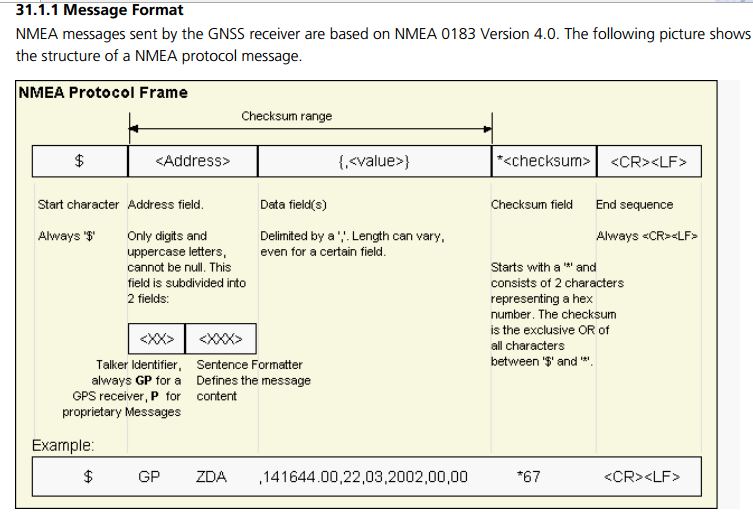 31.1.1 Message Format
NMEA messages sent by the GNSS receiver are based on NMEA 0183 Version 4.0. The following picture shows
the structure of a NMEA protocol message.
NMEA Protocol Frame
Checksum range
$ <Address> {,<value>} *<checksum> <CR><LF>
Start character Address field. Data field(s) Checksum field End sequence
Always '$'
Only digits and
uppercase letters,
cannot be null. This
field is subdivided into
2 fields:
Delimited by a ','. Length can vary,
even for a certain field.
Always <CR><LF>
Starts with a '*' and
consists of 2 characters
representing a hex
number. The checksum
is the exclusive OR of
all characters
between '$' and '*'.
<XX> <XXX>
Talker Identifier,
always GP for a
GPS receiver, P for
proprietary Messages
Sentence Formatter
Defines the message
content
Example:
$ GP ZDA ,141644.00,22,03,2002,00,00 *67 <CR><LF>